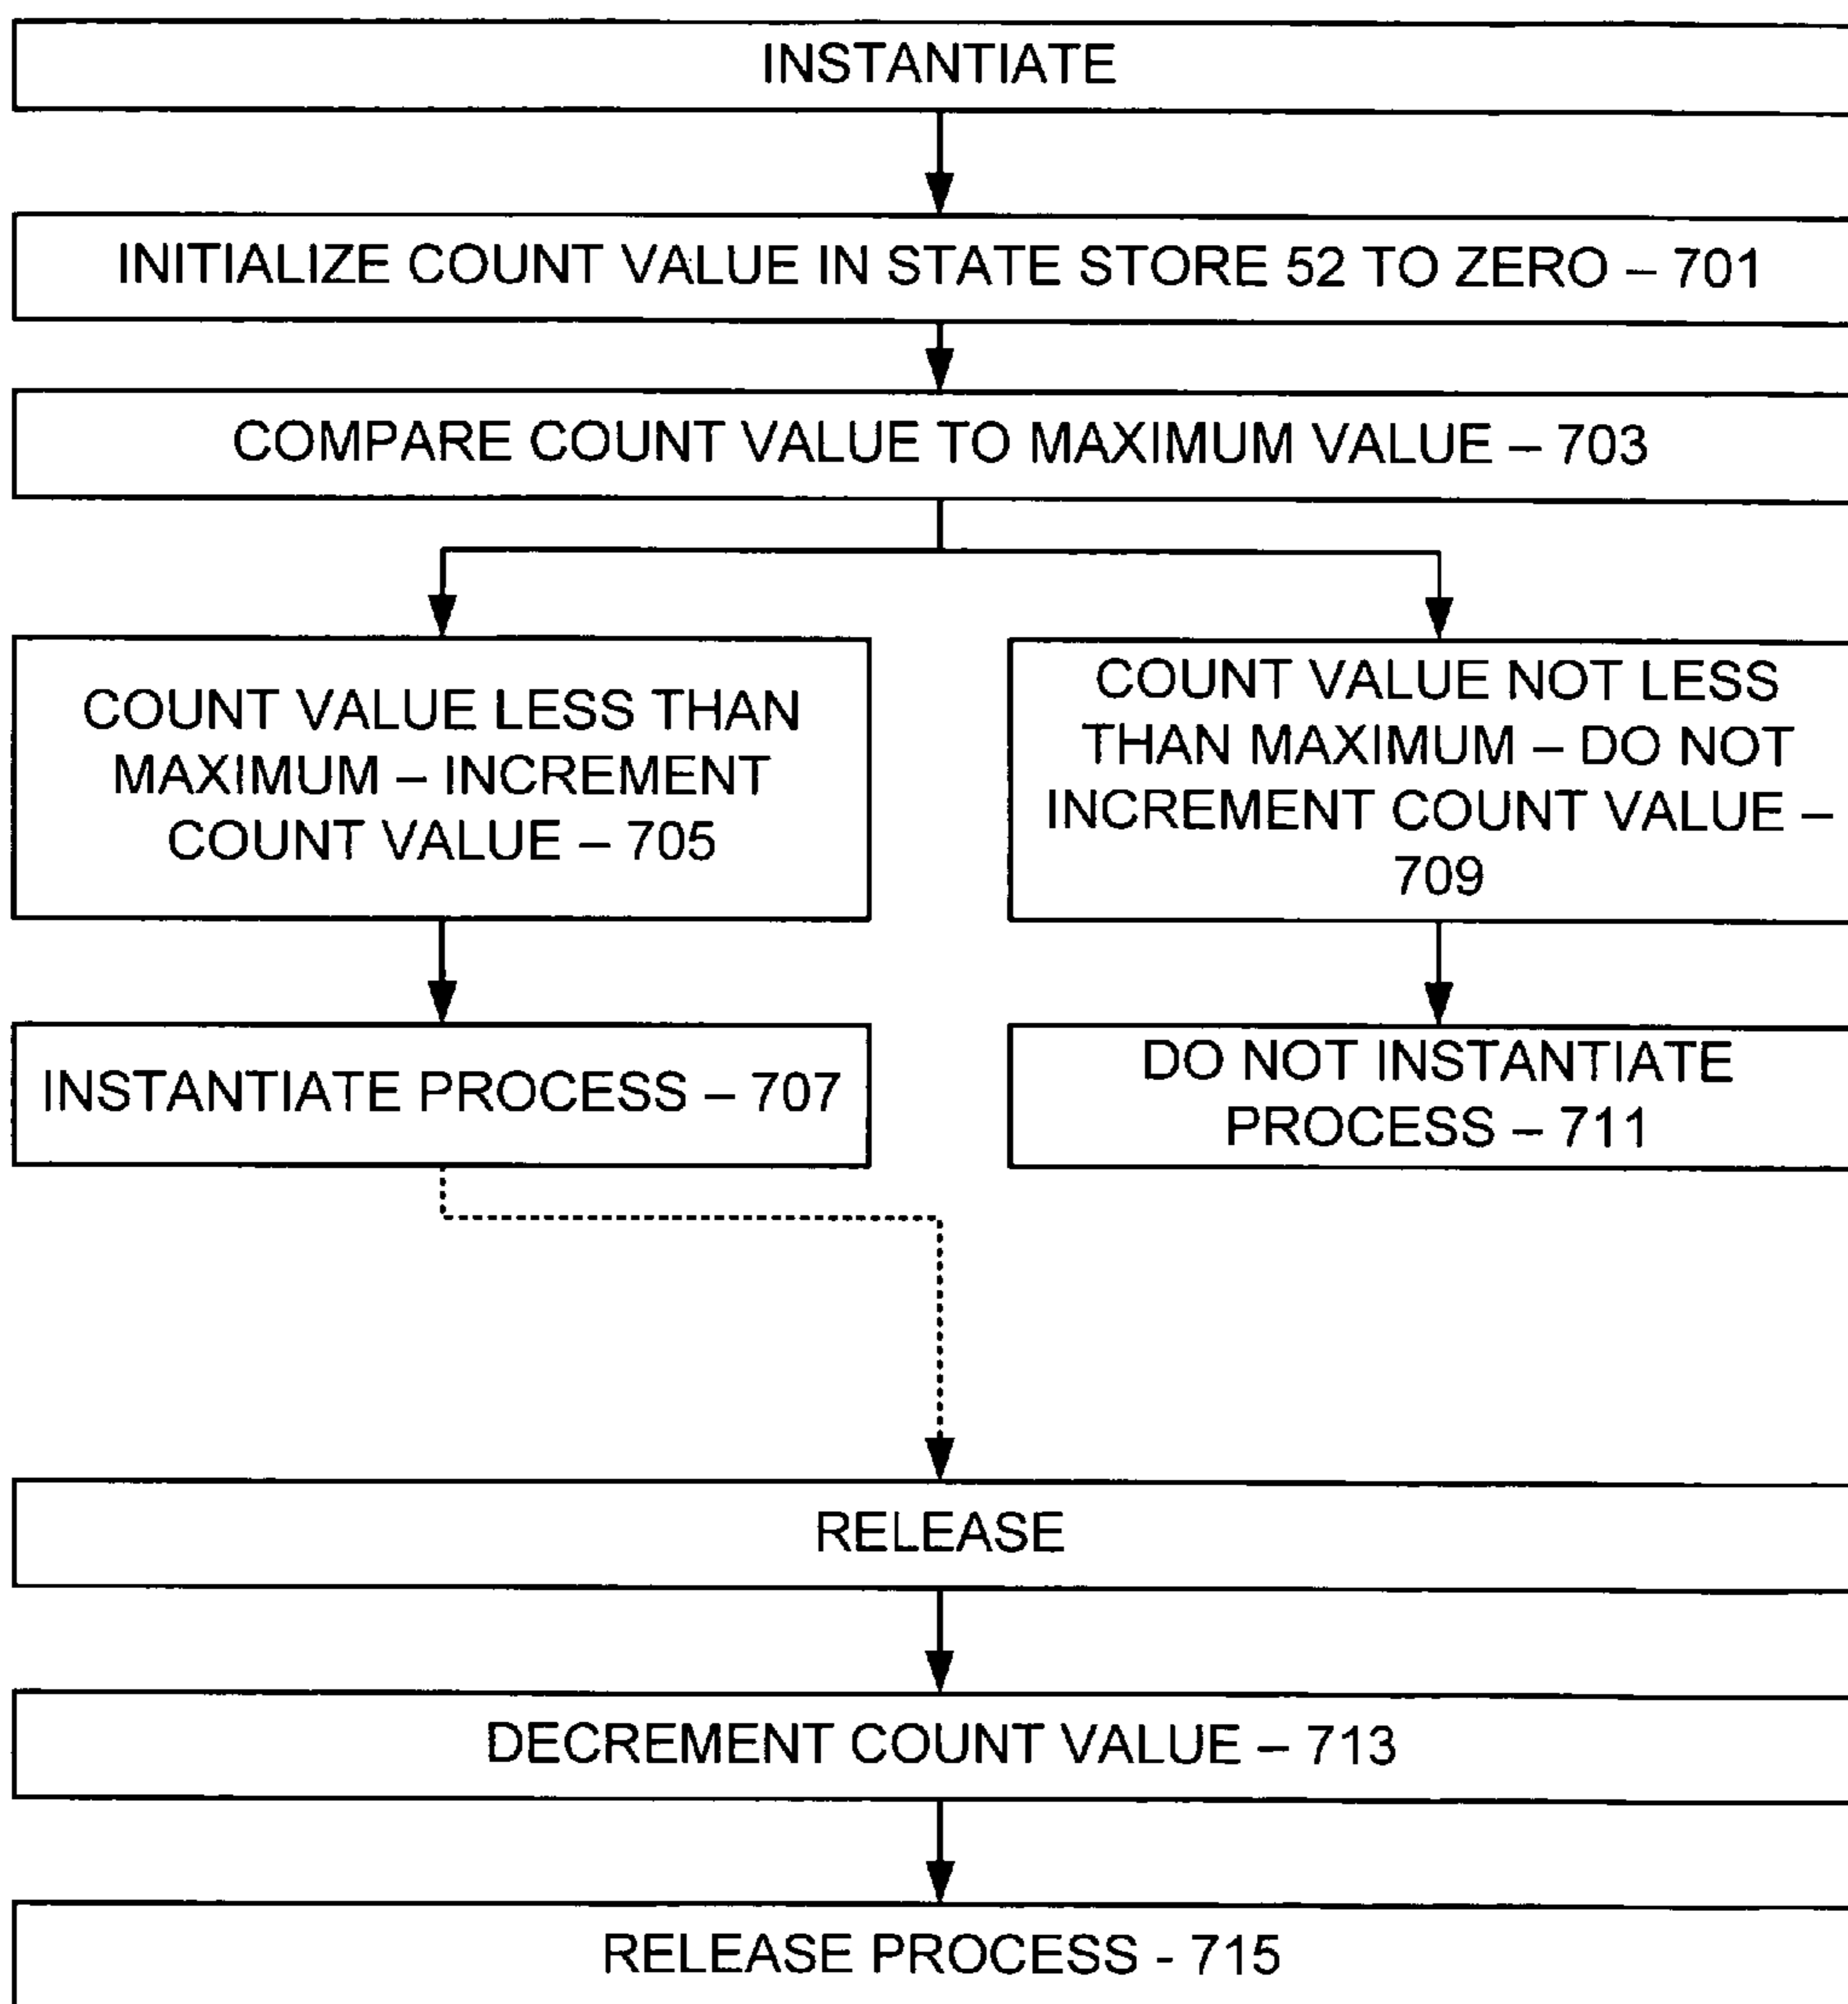 INSTANTIATE
INITIALIZE COUNT VALUE IN STATE STORE 52 TO ZERO – 701
COMPARE COUNT VALUE TO MAXIMUM VALUE – 703
COUNT VALUE LESS THAN
MAXIMUM – INCREMENT
COUNT VALUE – 705
COUNT VALUE NOT LESS
THAN MAXIMUM – DO NOT
INCREMENT COUNT VALUE –
709
INSTANTIATE PROCESS – 707
DO NOT INSTANTIATE
PROCESS – 711
RELEASE
DECREMENT COUNT VALUE – 713
RELEASE PROCESS - 715